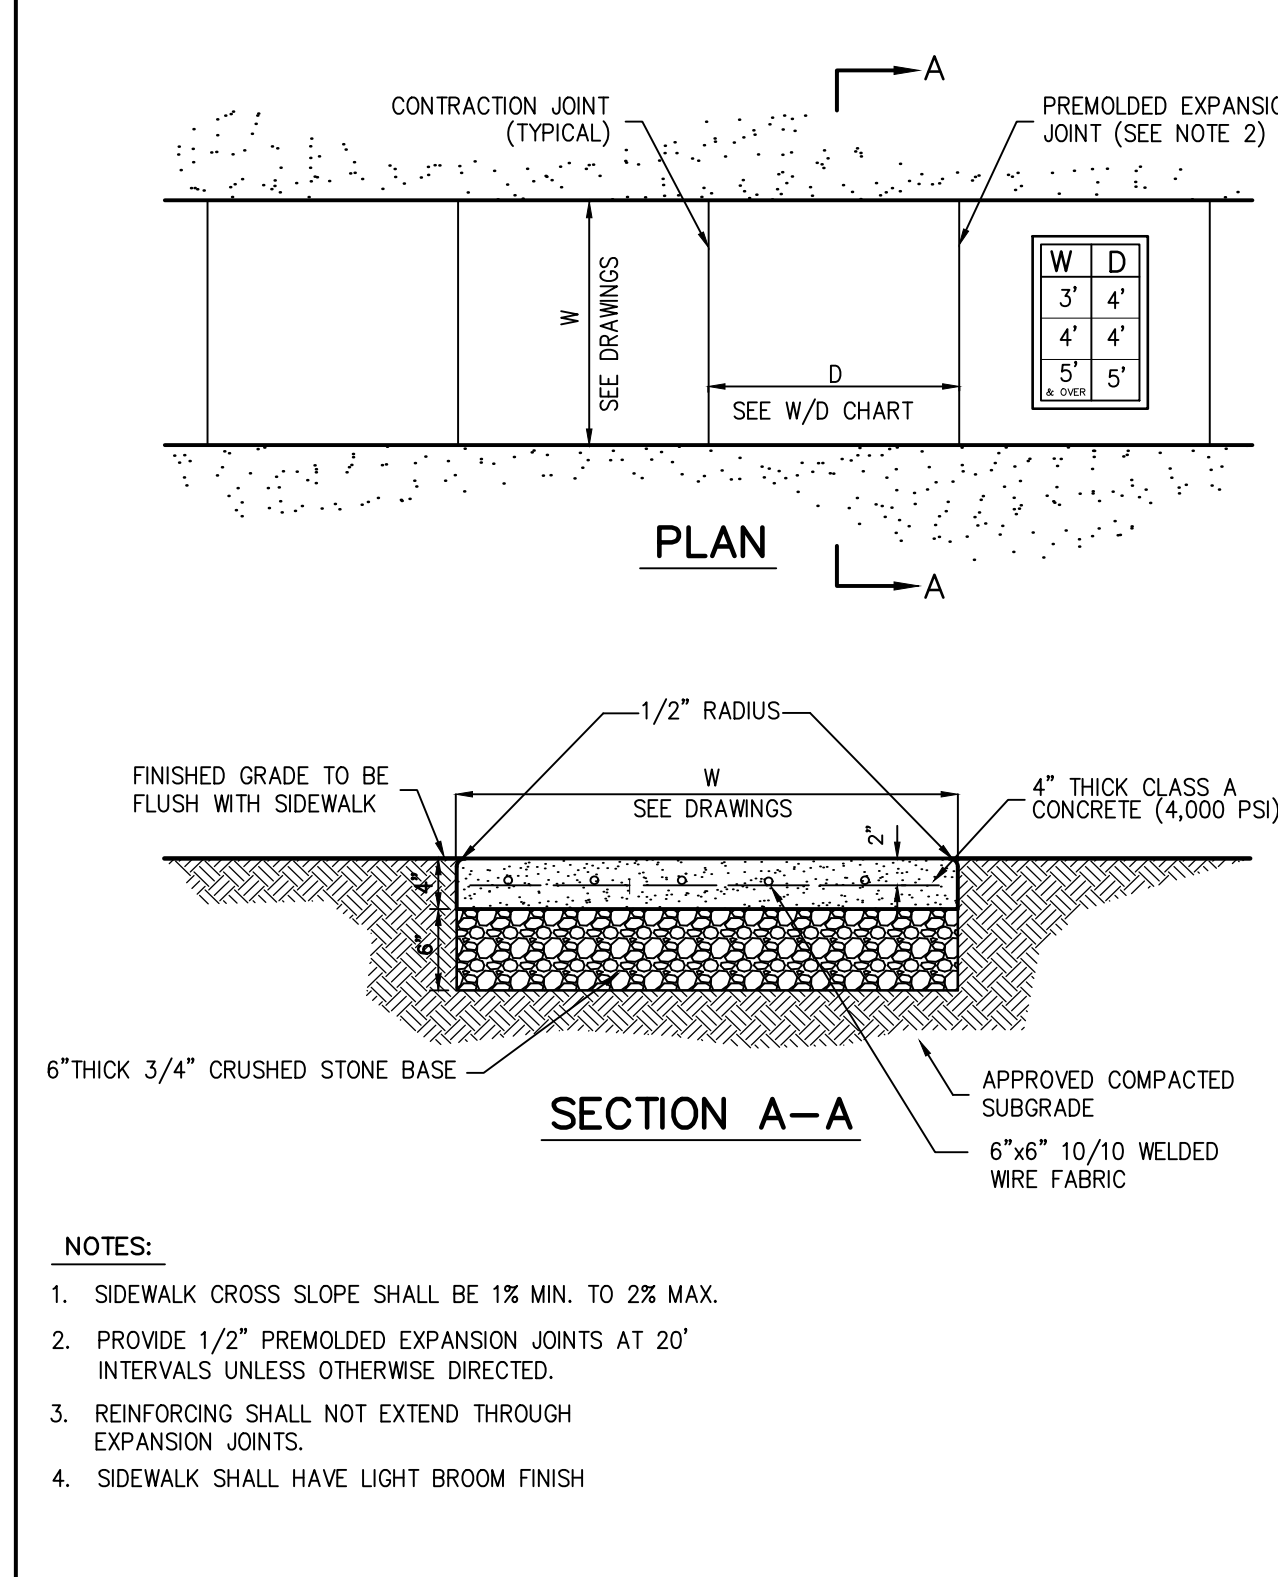 A
CONTRACTION JOINT
(TYPICAL)
PREMOLDED EXPANSIO
JOINT (SEE NOTE 2)
W
SEE DRAWINGS
D
SEE W/D CHART
W D
3' 4'
4' 4'
5' 5'
& OVER
PLAN
A
1/2" RADIUS
FINISHED GRADE TO BE
FLUSH WITH SIDEWALK
W
SEE DRAWINGS
2"
4" THICK CLASS A
CONCRETE (4,000 PSI)
4"
6"
6"THICK 3/4" CRUSHED STONE BASE
SECTION A-A
APPROVED COMPACTED
SUBGRADE
6"x6" 10/10 WELDED
WIRE FABRIC
NOTES:
1. SIDEWALK CROSS SLOPE SHALL BE 1% MIN. TO 2% MAX.
2. PROVIDE 1/2" PREMOLDED EXPANSION JOINTS AT 20'
INTERVALS UNLESS OTHERWISE DIRECTED.
3. REINFORCING SHALL NOT EXTEND THROUGH
EXPANSION JOINTS.
4. SIDEWALK SHALL HAVE LIGHT BROOM FINISH